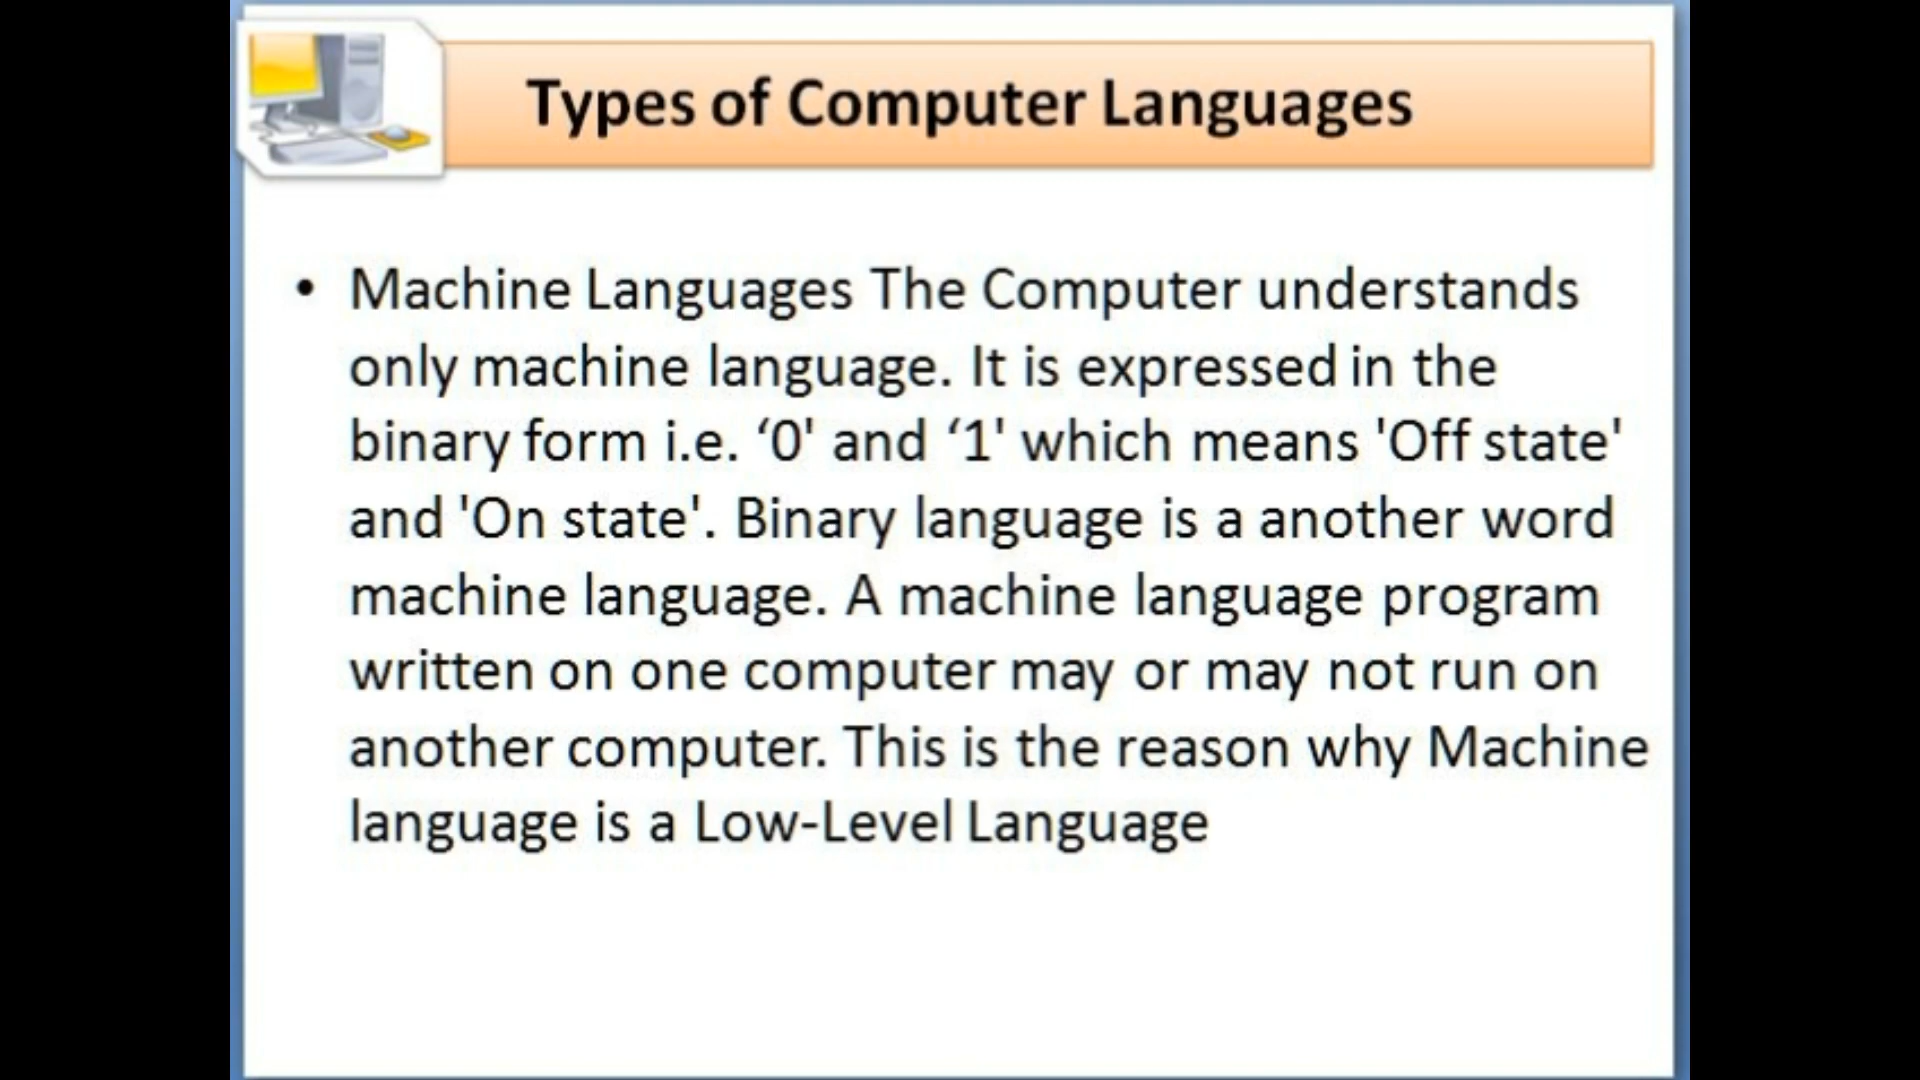 Types of Computer Languages
• Machine Languages The Computer understands
only machine language. It is expressed in the
binary form i.e. ‘0' and ‘1' which means 'Off state'
and 'On state'. Binary language is a another word
machine language. A machine language program
written on one computer may or may not run on
another computer. This is the reason why Machine
language is a Low-Level Language